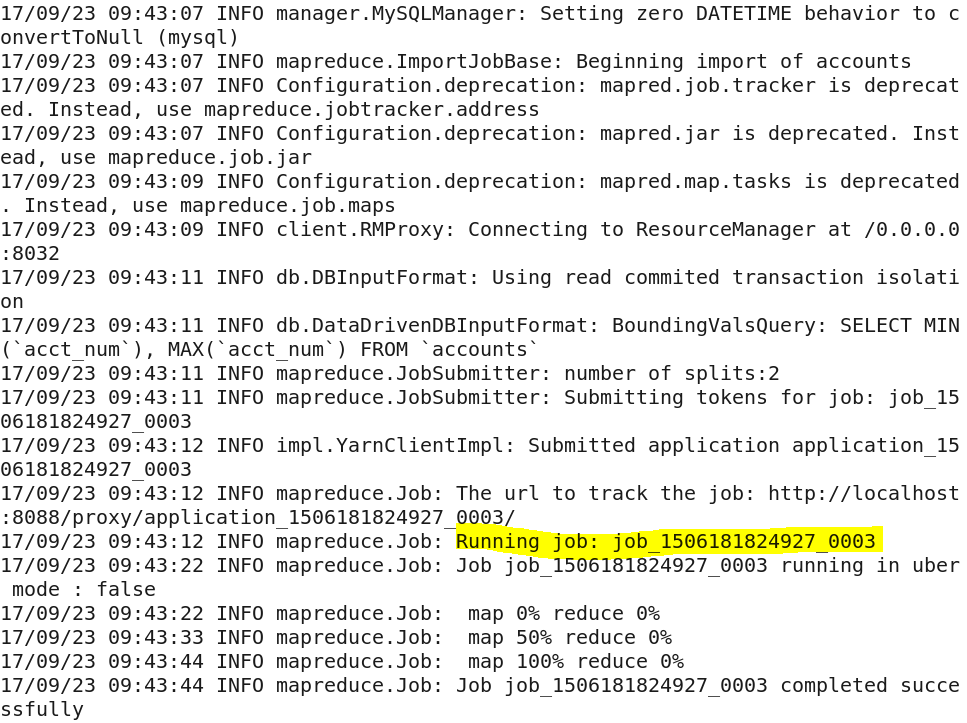 17/09/23 09:43:07 INFO manager.MySQLManager: Setting zero DATETIME behavior to c
onvertToNull (mysql)
17/09/23 09:43:07 INFO mapreduce.ImportJobBase: Beginning import of accounts
17/09/23 09:43:07 INFO Configuration.deprecation: mapred.job.tracker is deprecat
ed. Instead, use mapreduce.jobtracker.address
17/09/23 09:43:07 INFO Configuration.deprecation: mapred.jar is deprecated. Inst
ead, use mapreduce.job.jar
17/09/23 09:43:09 INFO Configuration.deprecation: mapred.map.tasks is deprecated
. Instead, use mapreduce.job.maps
17/09/23 09:43:09 INFO client.RMProxy: Connecting to ResourceManager at /0.0.0.0
:8032
17/09/23 09:43:11 INFO db.DBInputFormat: Using read commited transaction isolati
on
17/09/23 09:43:11 INFO db.DataDrivenDBInputFormat: BoundingValsQuery: SELECT MIN
(`acct_num`), MAX(`acct_num`) FROM `accounts`
17/09/23 09:43:11 INFO mapreduce.JobSubmitter: number of splits:2
17/09/23 09:43:11 INFO mapreduce.JobSubmitter: Submitting tokens for job: job_15
06181824927_0003
17/09/23 09:43:12 INFO impl.YarnClientImpl: Submitted application application_15
06181824927_0003
17/09/23 09:43:12 INFO mapreduce.Job: The url to track the job: http://localhost
:8088/proxy/application_1506181824927_0003/
17/09/23 09:43:12 INFO mapreduce.Job: Running job: job_1506181824927_0003
17/09/23 09:43:22 INFO mapreduce.Job: Job job_1506181824927_0003 running in uber
 mode : false
17/09/23 09:43:22 INFO mapreduce.Job:  map 0% reduce 0%
17/09/23 09:43:33 INFO mapreduce.Job:  map 50% reduce 0%
17/09/23 09:43:44 INFO mapreduce.Job:  map 100% reduce 0%
17/09/23 09:43:44 INFO mapreduce.Job: Job job_1506181824927_0003 completed succe
ssfully